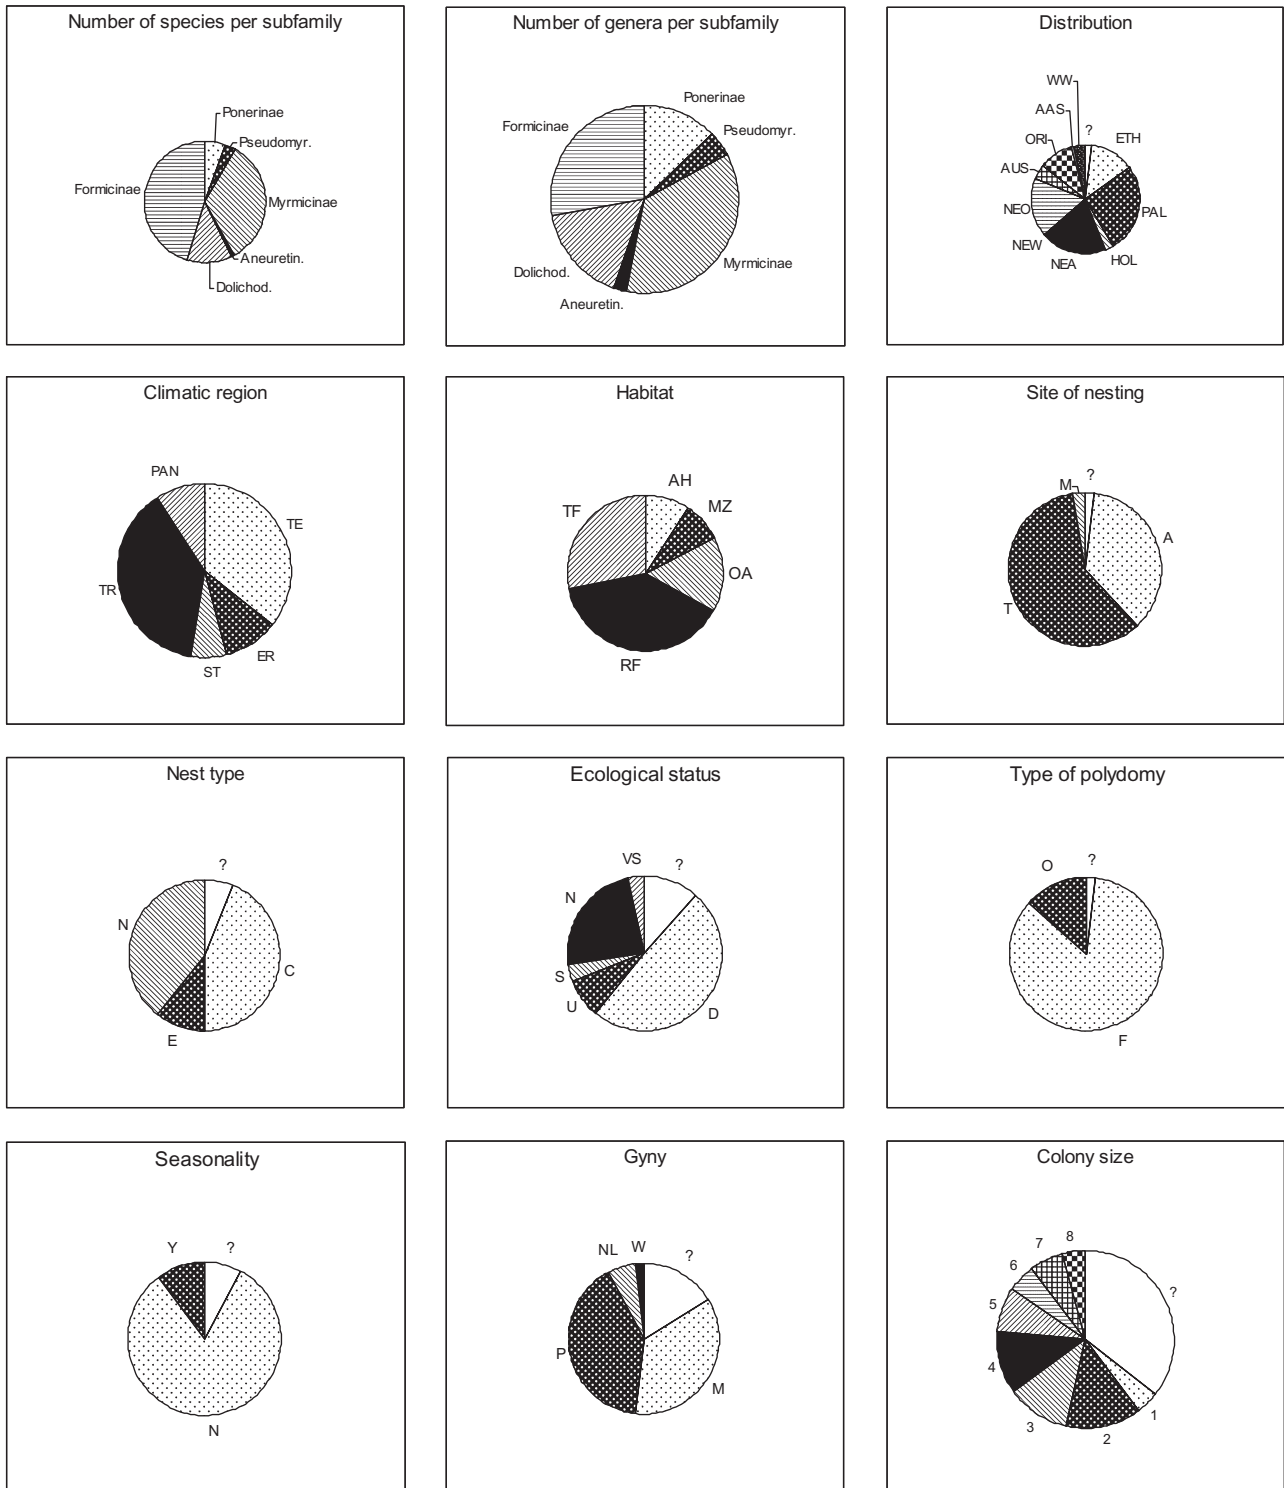 Number of species per subfamily
Ponerinae
Pseudomyr.
Formicinae
Myrmicinae
Aneuretin.
Dolichod.
Number of genera per subfamily
Ponerinae
Formicinae
Pseudomyr.
Myrmicinae
Dolichod.
Aneuretin.
Distribution
WW
AAS
?
ORI
ETH
AUS
NEO
PAL
NEW
NEA
HOL
Climatic region
PAN
TE
TR
ER
ST
Habitat
AH
MZ
TF
OA
RF
Site of nesting
M
?
A
T
Nest type
?
N
C
E
Ecological status
VS
?
N
S
U
D
Type of polydomy
O
?
F
Seasonality
Y
?
N
Gyny
NL
W
?
P
M
Colony size
8
7
6
?
5
4
1
3
2